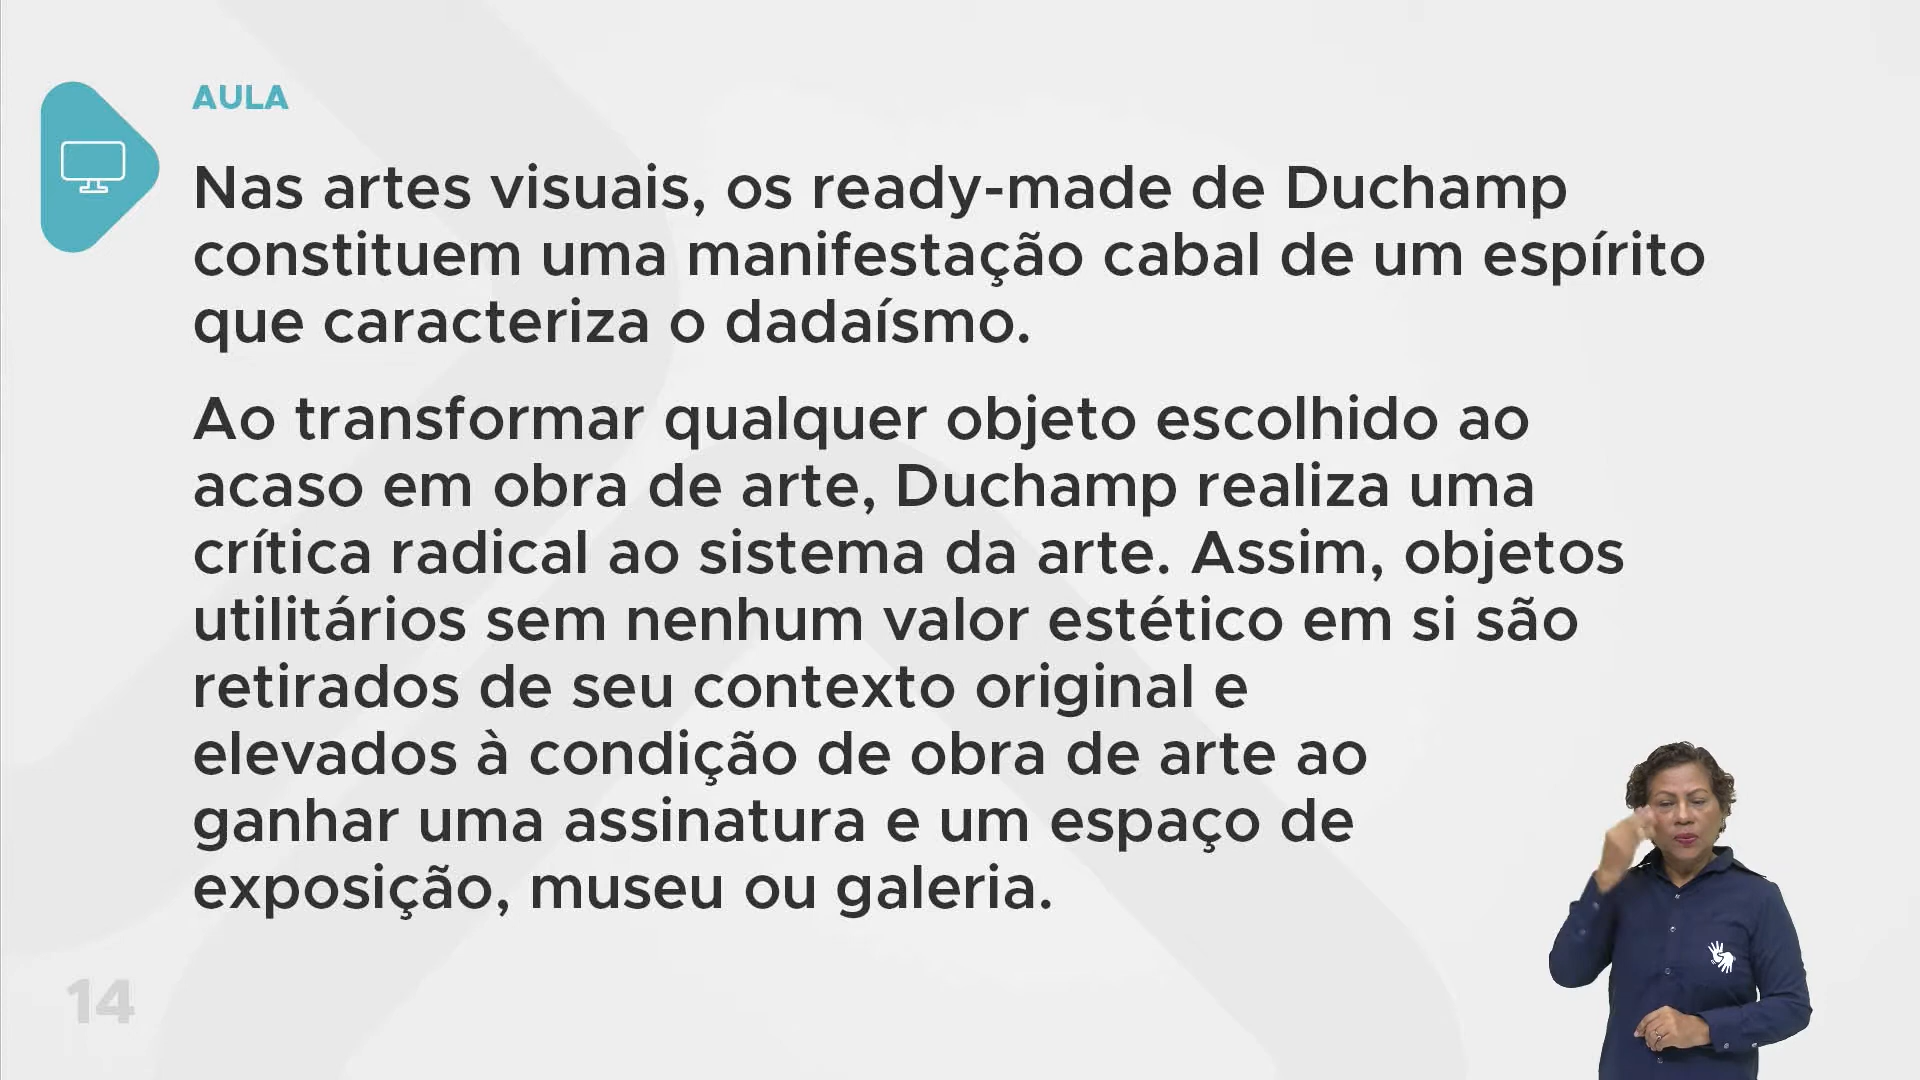 AULA
Nas artes visuais, os ready-made de Duchamp
constituem uma manifestação cabal de um espírito
que caracteriza o dadaísmo.
Ao transformar qualquer objeto escolhido ao
acaso em obra de arte, Duchamp realiza uma
crítica radical ao sistema da arte. Assim, objetos
utilitários sem nenhum valor estético em si são
retirados de seu contexto original e
elevados à condição de obra de arte ao
ganhar uma assinatura e um espaço de
exposição, museu ou galeria.
14